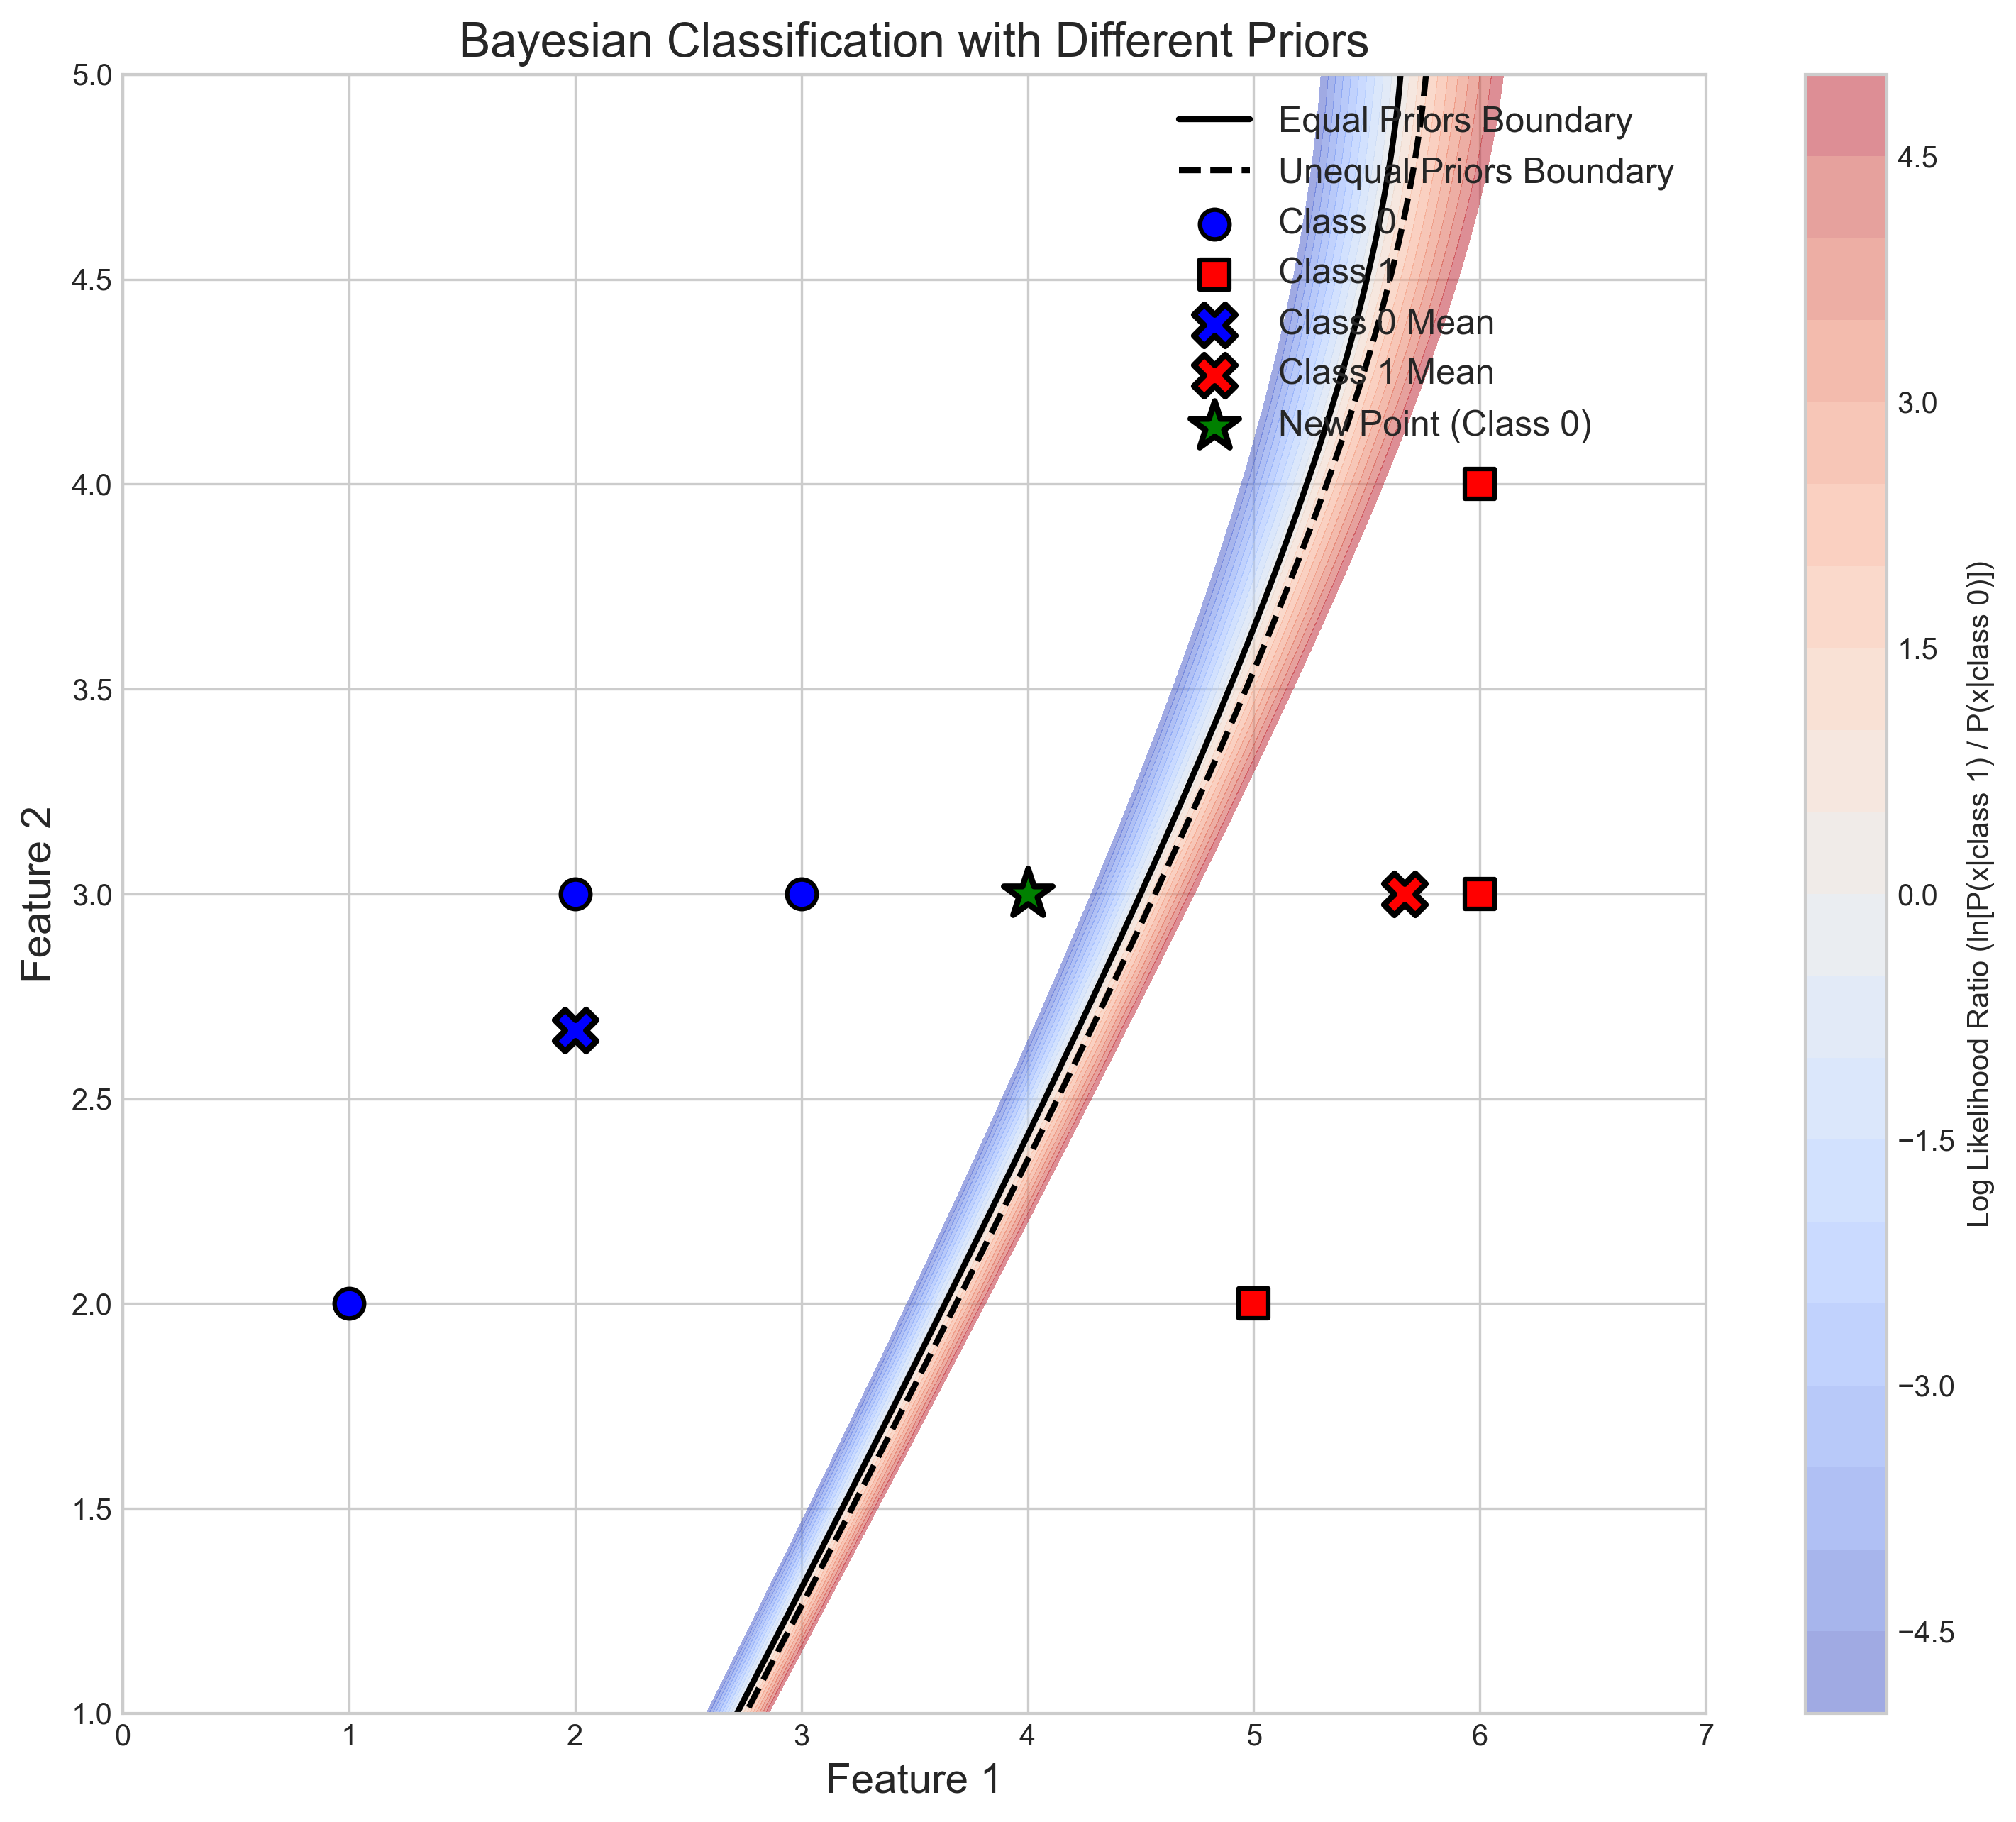 Bayesian Classification with Different Priors
5.0
4.5
4.0
3.5
3.0
2.5
2.0
1.5
1.0
Feature 2
0
1
2
3
4
5
6
7
Feature 1
Equal Priors Boundary
Unequal Priors Boundary
Class 0
Class 1
Class 0 Mean
Class 1 Mean
New Point (Class 0)
4.5
3.0
1.5
0.0
−1.5
−3.0
−4.5
Log Likelihood Ratio (ln[P(x|class 1) / P(x|class 0)])